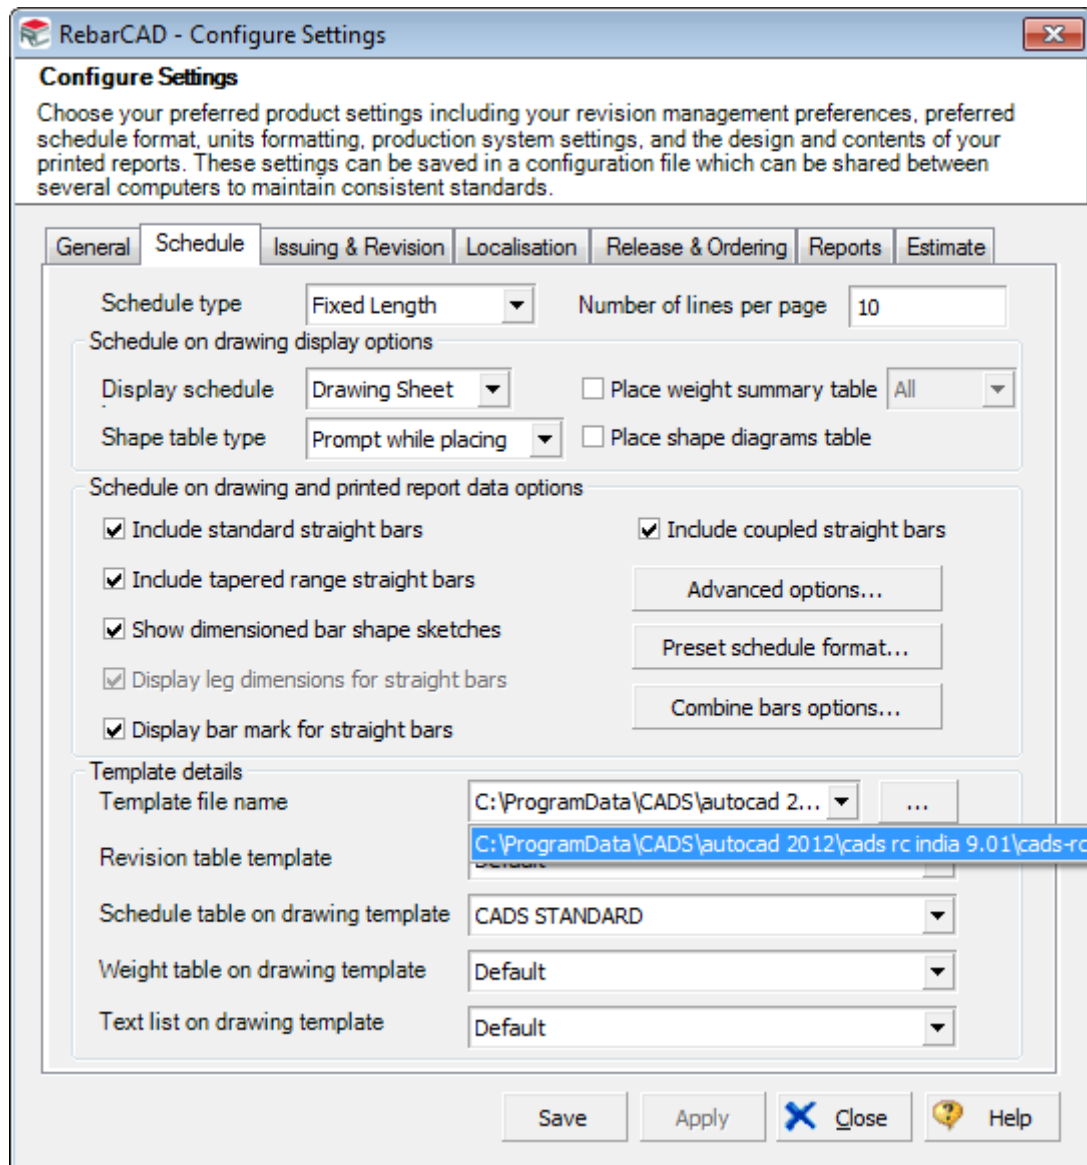 RebarCAD - Configure Settings
Configure Settings
Choose your preferred product settings including your revision management preferences, preferred
schedule format, units formatting, production system settings, and the design and contents of your
printed reports. These settings can be saved in a configuration file which can be shared between
several computers to maintain consistent standards.
General Schedule Issuing & Revision Localisation Release & Ordering Reports Estimate
Schedule type Fixed Length Number of lines per page 10
Schedule on drawing display options
Display schedule Drawing Sheet Place weight summary table All
Shape table type Prompt while placing Place shape diagrams table
Schedule on drawing and printed report data options
Include standard straight bars Include coupled straight bars
Include tapered range straight bars Advanced options...
Show dimensioned bar shape sketches Preset schedule format...
Display leg dimensions for straight bars
Combine bars options...
Display bar mark for straight bars
Template details
Template file name C:\ProgramData\CADS\autocad 2... ...
C:\ProgramData\CADS\autocad 2012\cads rc india 9.01\cads-rc
Revision table template Default
Schedule table on drawing template CADS STANDARD
Weight table on drawing template Default
Text list on drawing template Default
Save Apply Close Help